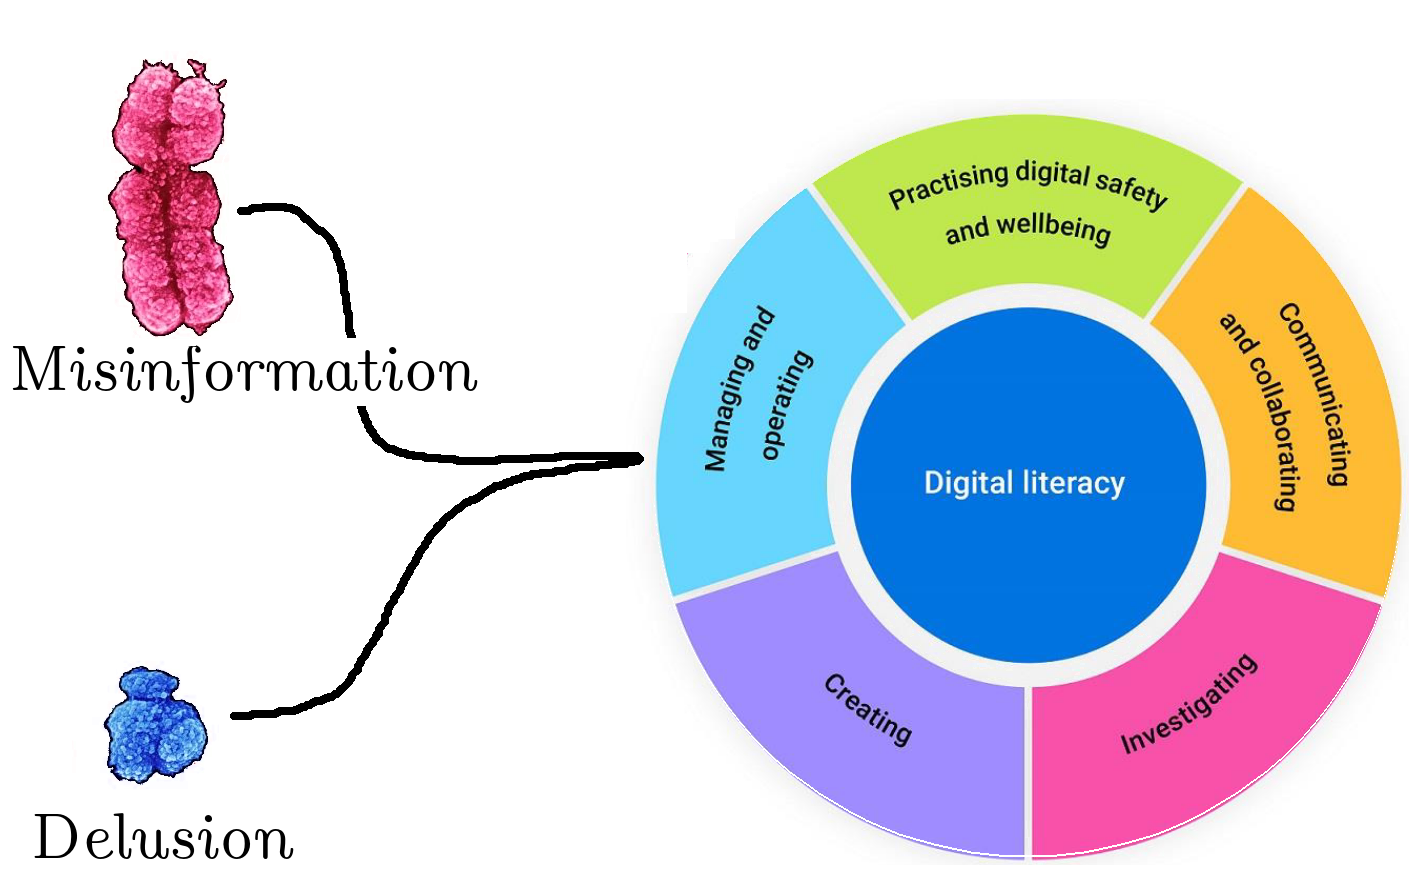 Misinformation
Delusion
Practising digital safety
and wellbeing
Communicating
and collaborating
Managing and
operating
Digital literacy
Creating
Investigating